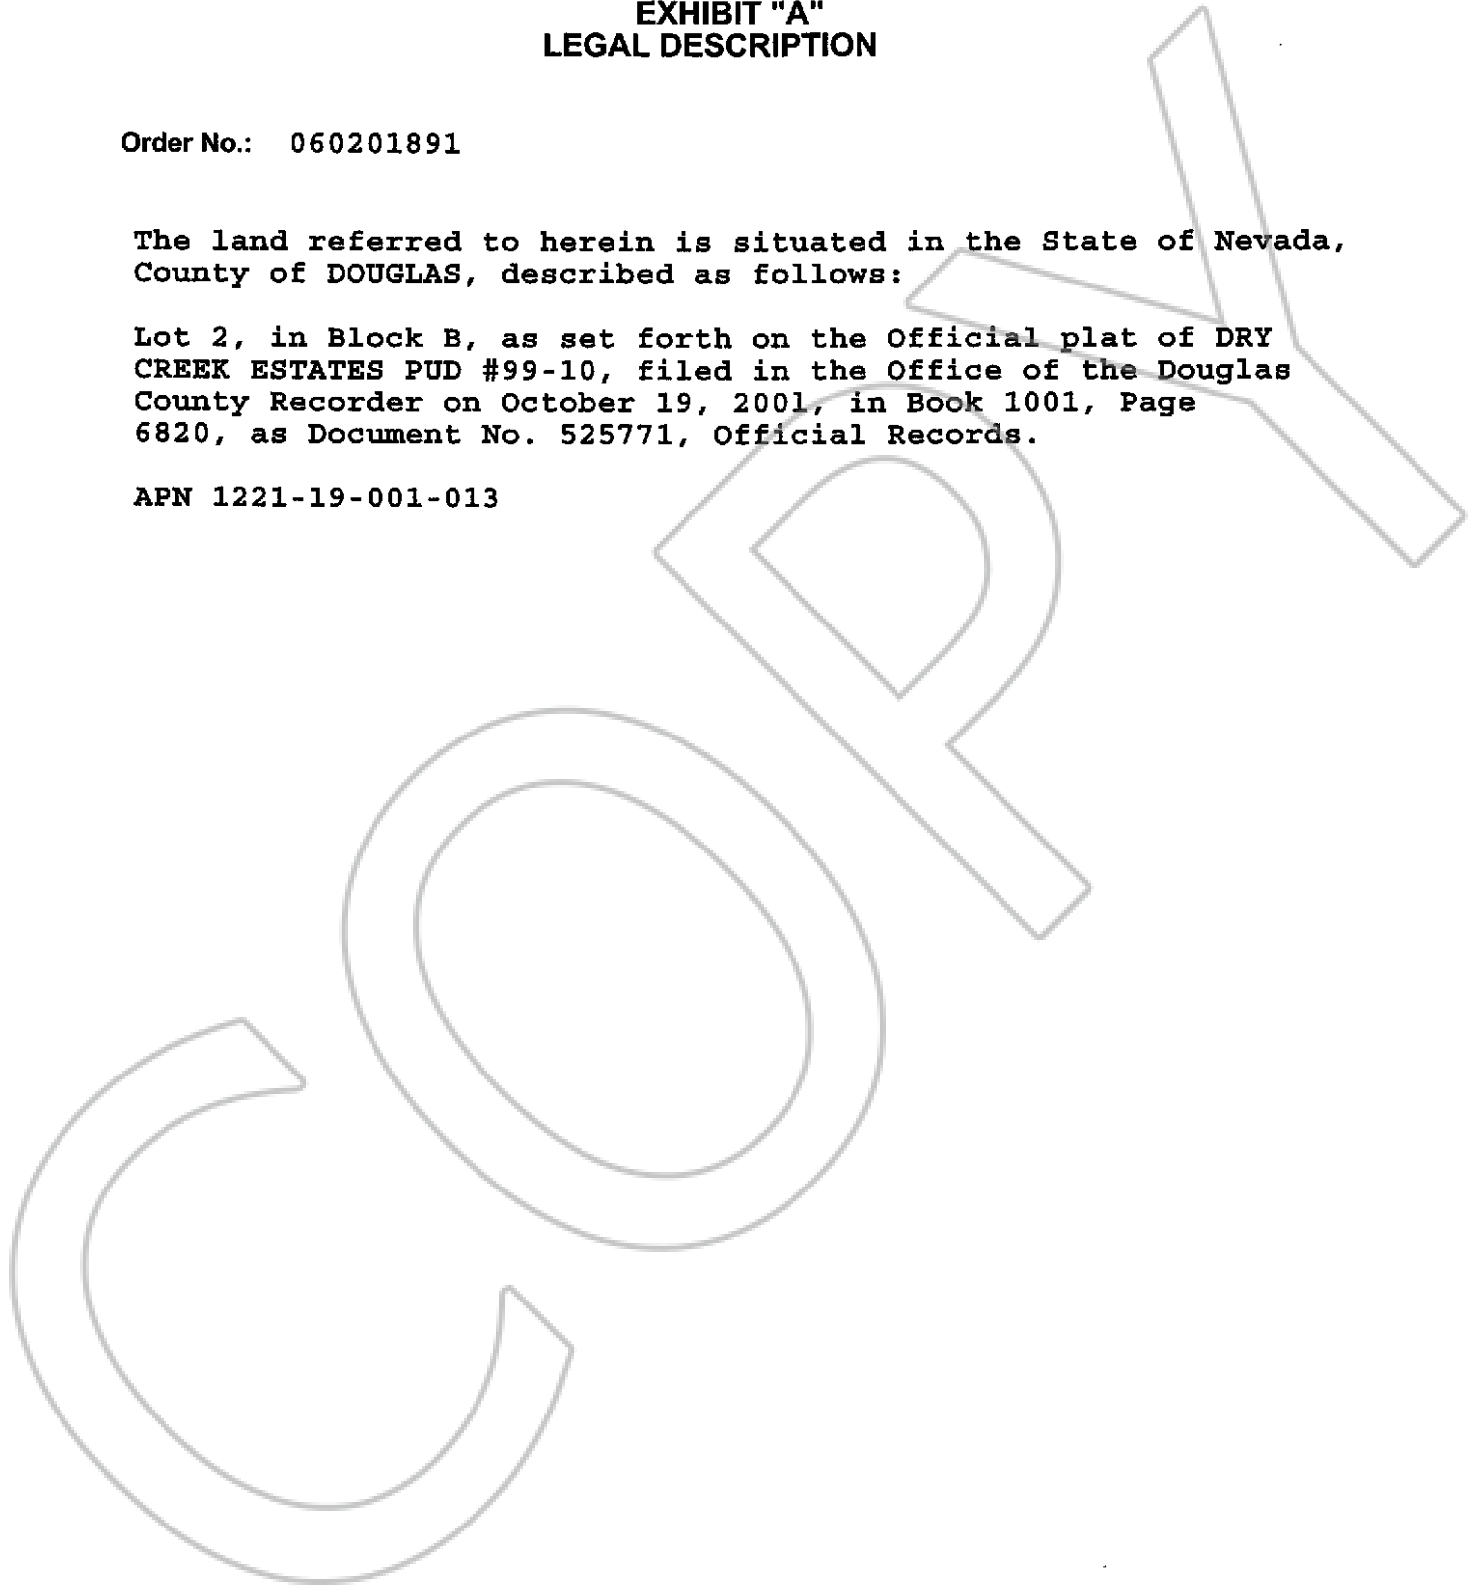 EXHIBIT "A"
LEGAL DESCRIPTION
Order No.: 060201891
The land referred to herein is situated in the State of Nevada,
County of DOUGLAS, described as follows:
Lot 2, in Block B, as set forth on the Official plat of DRY
CREEK ESTATES PUD #99-10, filed in the Office of the Douglas
County Recorder on October 19, 2001, in Book 1001, Page
6820, as Document No. 525771, Official Records.
APN 1221-19-001-013
COPY